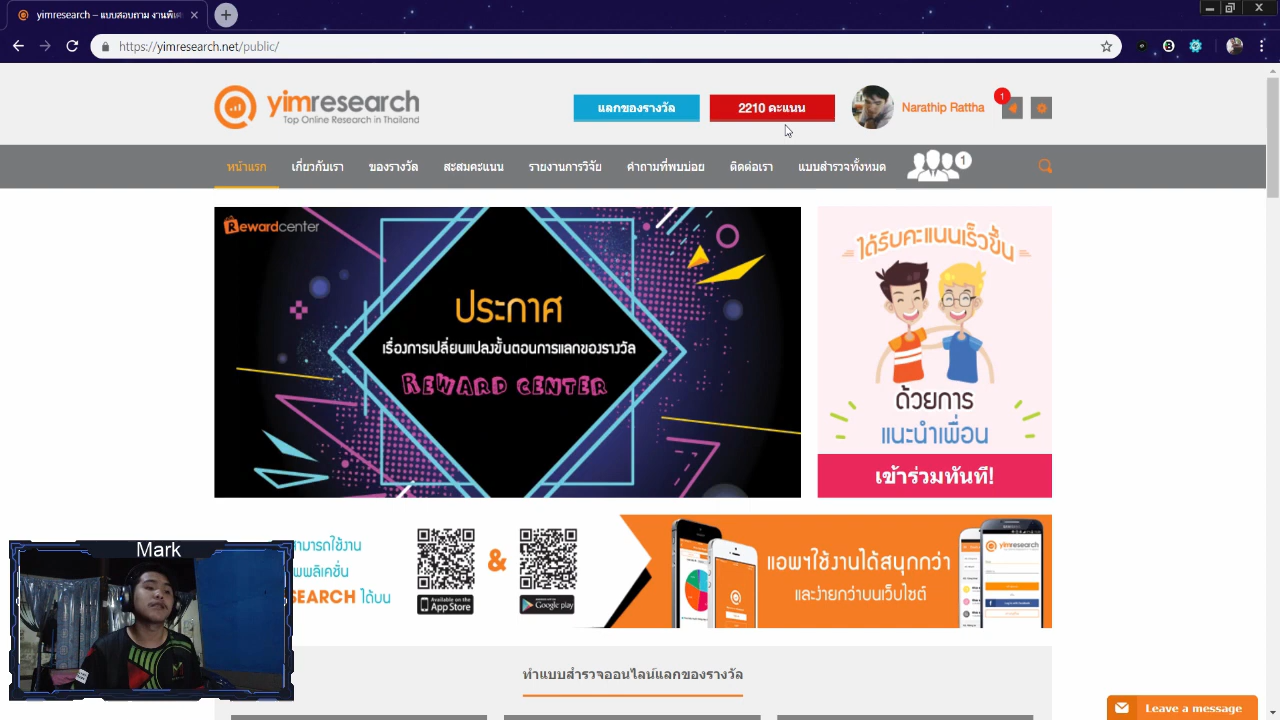 yimresearch – แบบสอบถาม งานพิเศ
https://yimresearch.net/public/
yimresearch
Top Online Research in Thailand
แลกของรางวัล
2210 คะแนน
Narathip Rattha
1
หน้าแรก
เกี่ยวกับเรา
ของรางวัล
สะสมคะแนน
รายงานการวิจัย
คำถามที่พบบ่อย
ติดต่อเรา
แบบสำรวจทั้งหมด
1
Rewardcenter
ประกาศ
เรื่องการเปลี่ยนแปลงขั้นตอนการแลกของรางวัล
REWARD CENTER
ได้รับคะแนนเร็วขึ้น
ด้วยการ
แนะนำเพื่อน
เข้าร่วมทันที!
ามารถใช้งาน
พพลิเคชั่น
SEARCH ได้บน
&
Available on the
App Store
Google play
แอพฯใช้งานได้สนุกกว่า
และง่ายกว่าบนเว็บไซต์
yimresearch
Mark
ทำแบบสำรวจออนไลน์แลกของรางวัล
Leave a message